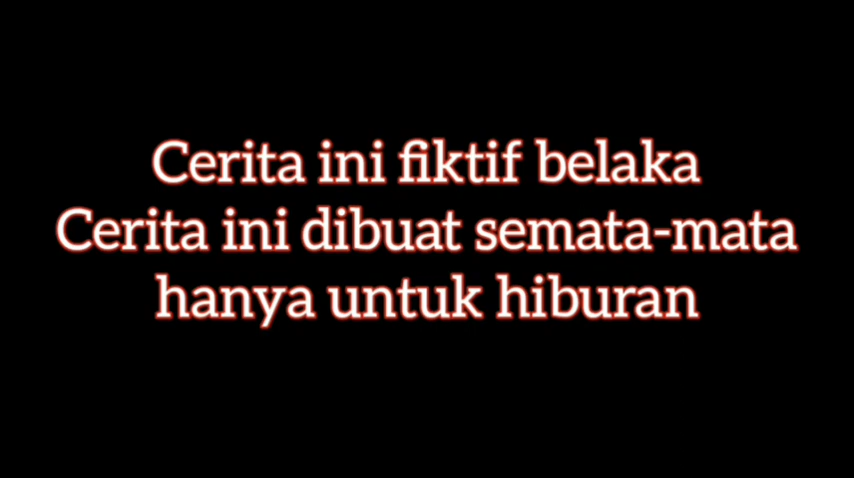 Cerita ini fiktif belaka
Cerita ini dibuat semata-mata
hanya untuk hiburan